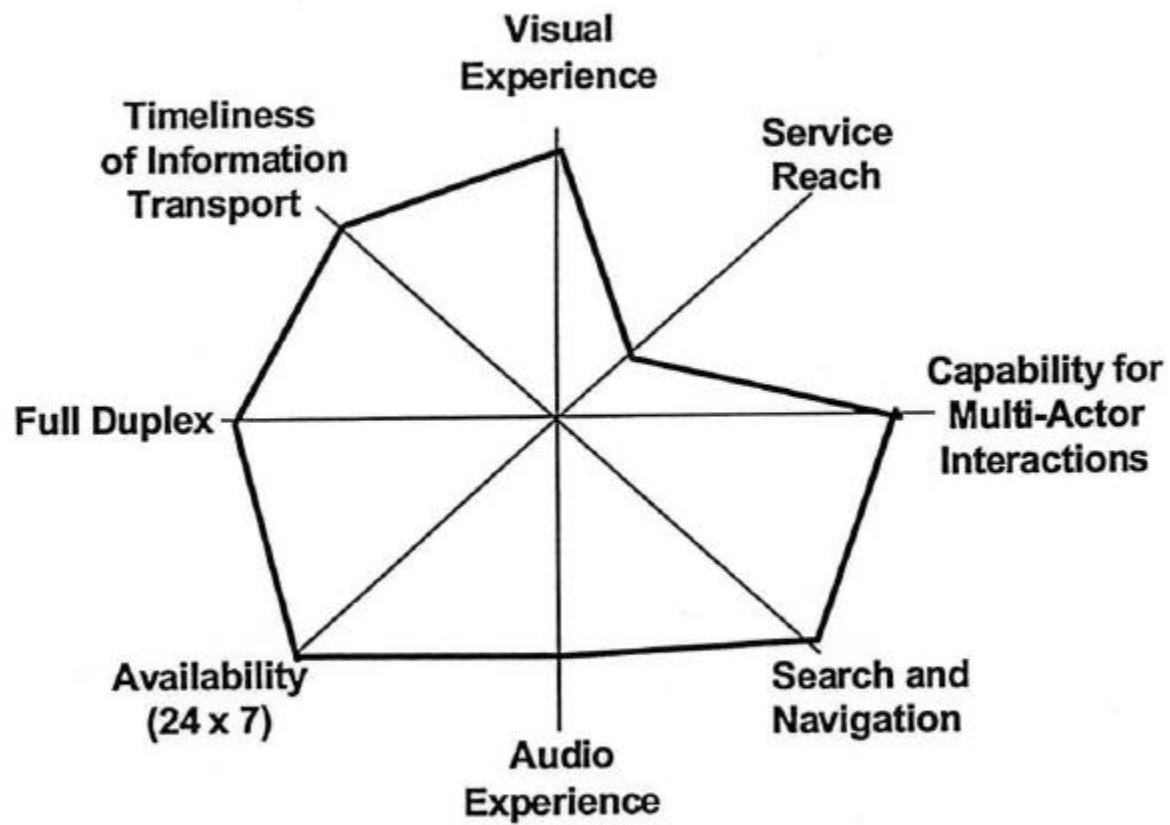 Visual
Experience
Service
Reach
Timeliness
of Information
Transport
Capability for
Multi-Actor
Interactions
Full Duplex
Search and
Navigation
Availability
(24 x 7)
Audio
Experience